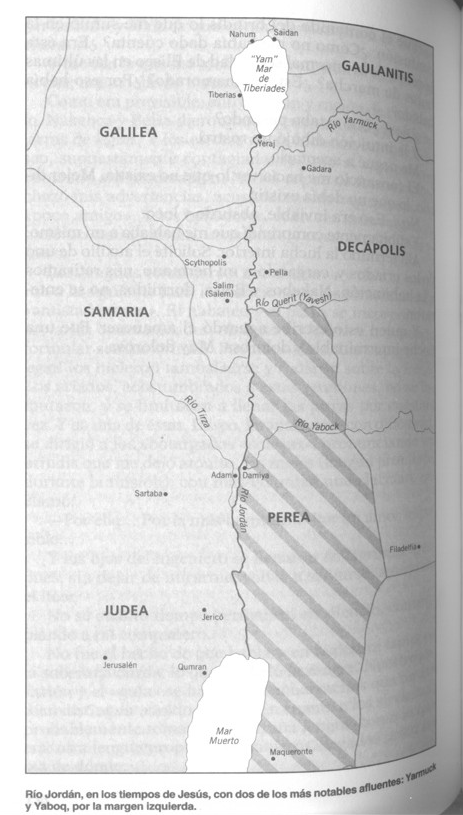 Nahum
Saidan
"Yam"
Mar
de
Tiberíades
GAULANITIS
Tiberias
GALILEA
Río Yarmuck
Yeraj
Gadara
DECÁPOLIS
Scythopolis
Pella
Salim
(Salem)
Río Querit (Yavesh)
SAMARIA
Río Tirza
Río Yabock
Adam
Damiya
Sartaba
Río Jordán
PEREA
Filadelfia
JUDEA
Jericó
Jerusalén
Qumran
Mar
Muerto
Maqueronte
Río Jordán, en los tiempos de Jesús, con dos de los más notables afluentes: Yarmuck
y Yaboq, por la margen izquierda.